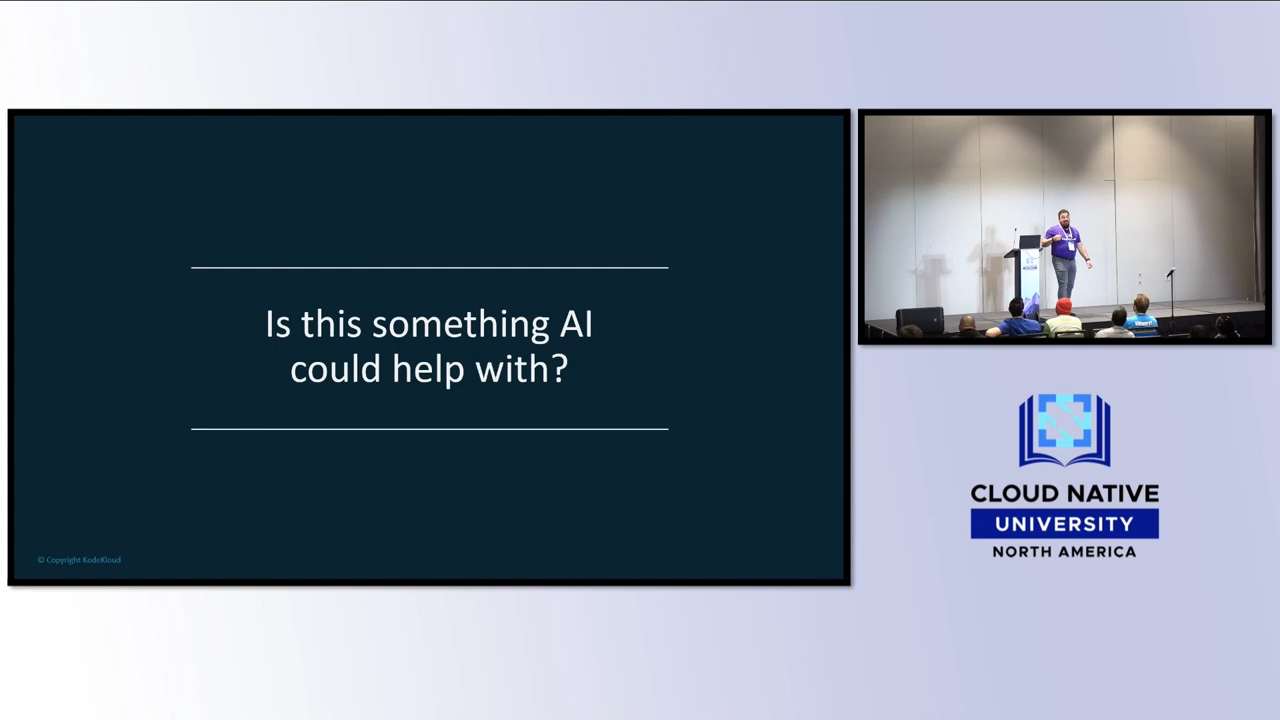 Is this something AI
could help with?
© Copyright KodeKloud
CLOUD NATIVE
UNIVERSITY
NORTH AMERICA